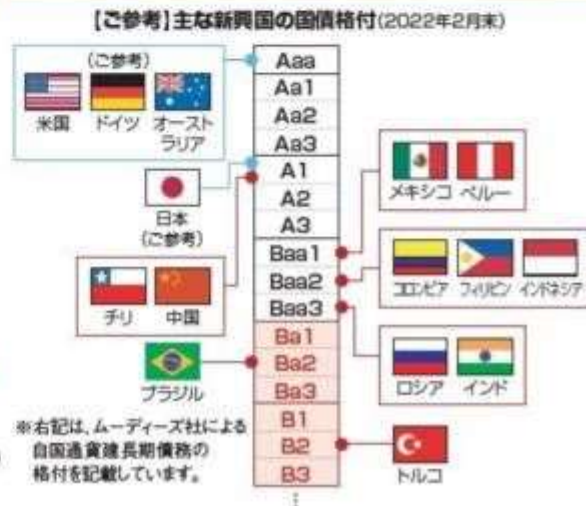 【ご参考】主な新興国の国債格付(2022年2月末)
(ご参考)
米国 ドイツ オースト
ラリア
日本
(ご参考)
チリ 中国
ブラジル
※右記は、ムーディーズ社による
自国通貨建長期債務の
格付を記載しています。
Aaa
Aa1
Aa2
Aa3
A1
A2
A3
Baa1
Baa2
Baa3
Ba1
Ba2
Ba3
B1
B2
B3
メキシコ ペルー
コロンビア フィリピン インドネシア
ロシア インド
トルコ